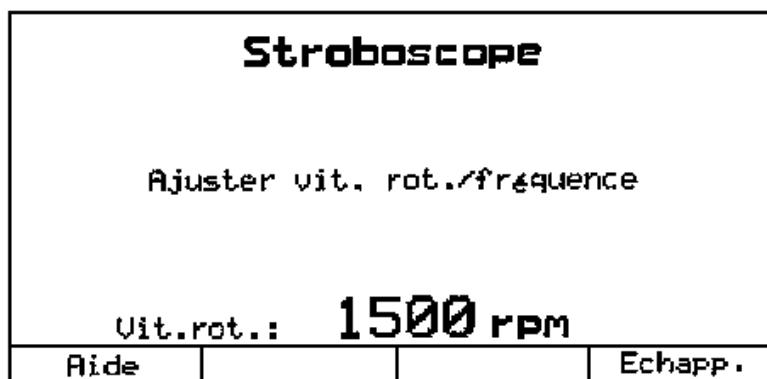 Stroboscope
Ajuster vit. rot./fréquence
Vit.rot.: 1500 rpm
Aide Echapp.